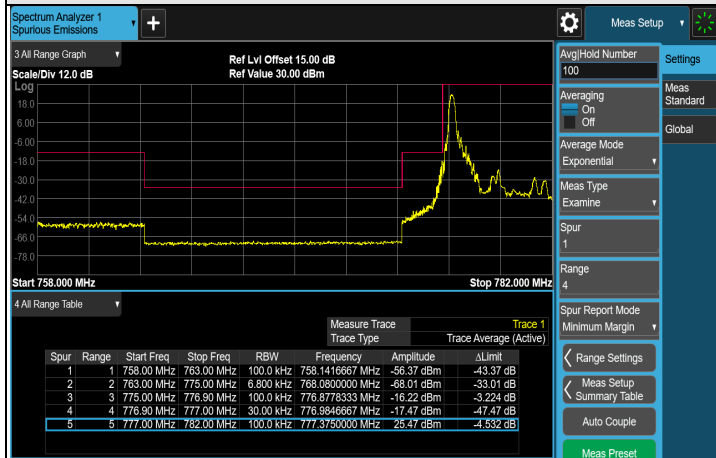 Spectrum Analyzer 1
Spurious Emissions
Meas Setup
3 All Range Graph
Ref Lvl Offset 15.00 dB
Scale/Div 12.0 dB
Ref Value 30.00 dBm
Log
18.0
6.00
-6.00
-18.0
-30.0
-42.0
-54.0
-66.0
-78.0
Start 758.000 MHz
Stop 782.000 MHz
4 All Range Table
Measure Trace Trace 1
Trace Type Trace Average (Active)
Spur Range Start Freq Stop Freq RBW Frequency Amplitude ΔLimit
1 1 758.00 MHz 763.00 MHz 100.0 kHz 758.1416667 MHz -56.37 dBm -43.37 dB
2 2 763.00 MHz 775.00 MHz 6.800 kHz 768.0800000 MHz -68.01 dBm -33.01 dB
3 3 775.00 MHz 776.90 MHz 100.0 kHz 776.8778333 MHz -16.22 dBm -3.224 dB
4 4 776.90 MHz 777.00 MHz 30.00 kHz 776.9846667 MHz -17.47 dBm -47.47 dB
5 5 777.00 MHz 782.00 MHz 100.0 kHz 777.3750000 MHz 25.47 dBm -4.532 dB
Avg|Hold Number
100
Averaging
On
Off
Average Mode
Exponential
Meas Type
Examine
Spur
1
Range
4
Spur Report Mode
Minimum Margin
Range Settings
Meas Setup
Summary Table
Auto Couple
Meas Preset
Settings
Meas
Standard
Global